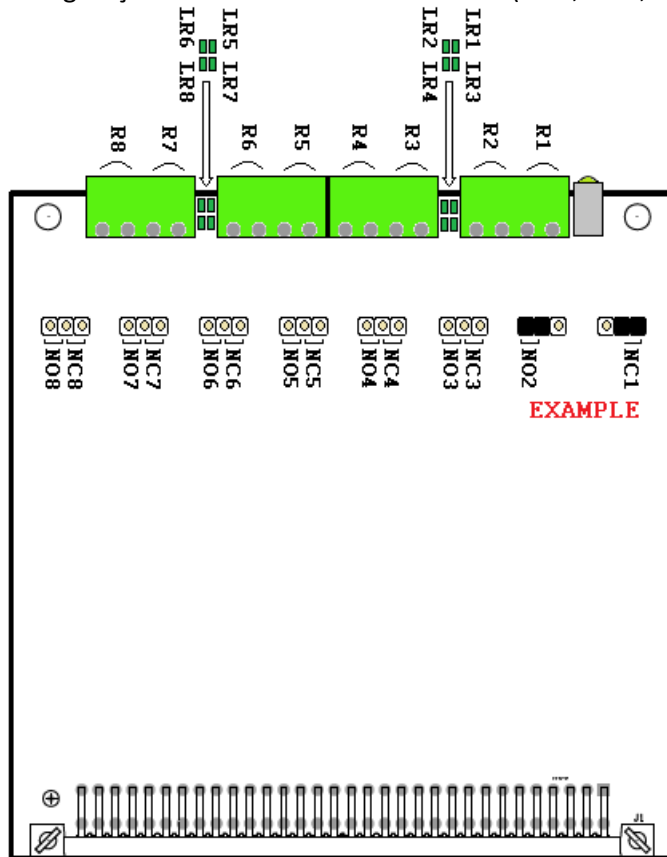 LR6 LR5 LR2 LR1
LR8 LR7 LR4 LR3
R8 R7 R6 R5 R4 R3 R2 R1
NO8 NC8 NO7 NC7 NO6 NC6 NO5 NC5 NO4 NC4 NO3 NC3 NO2 NC1
EXAMPLE
J1